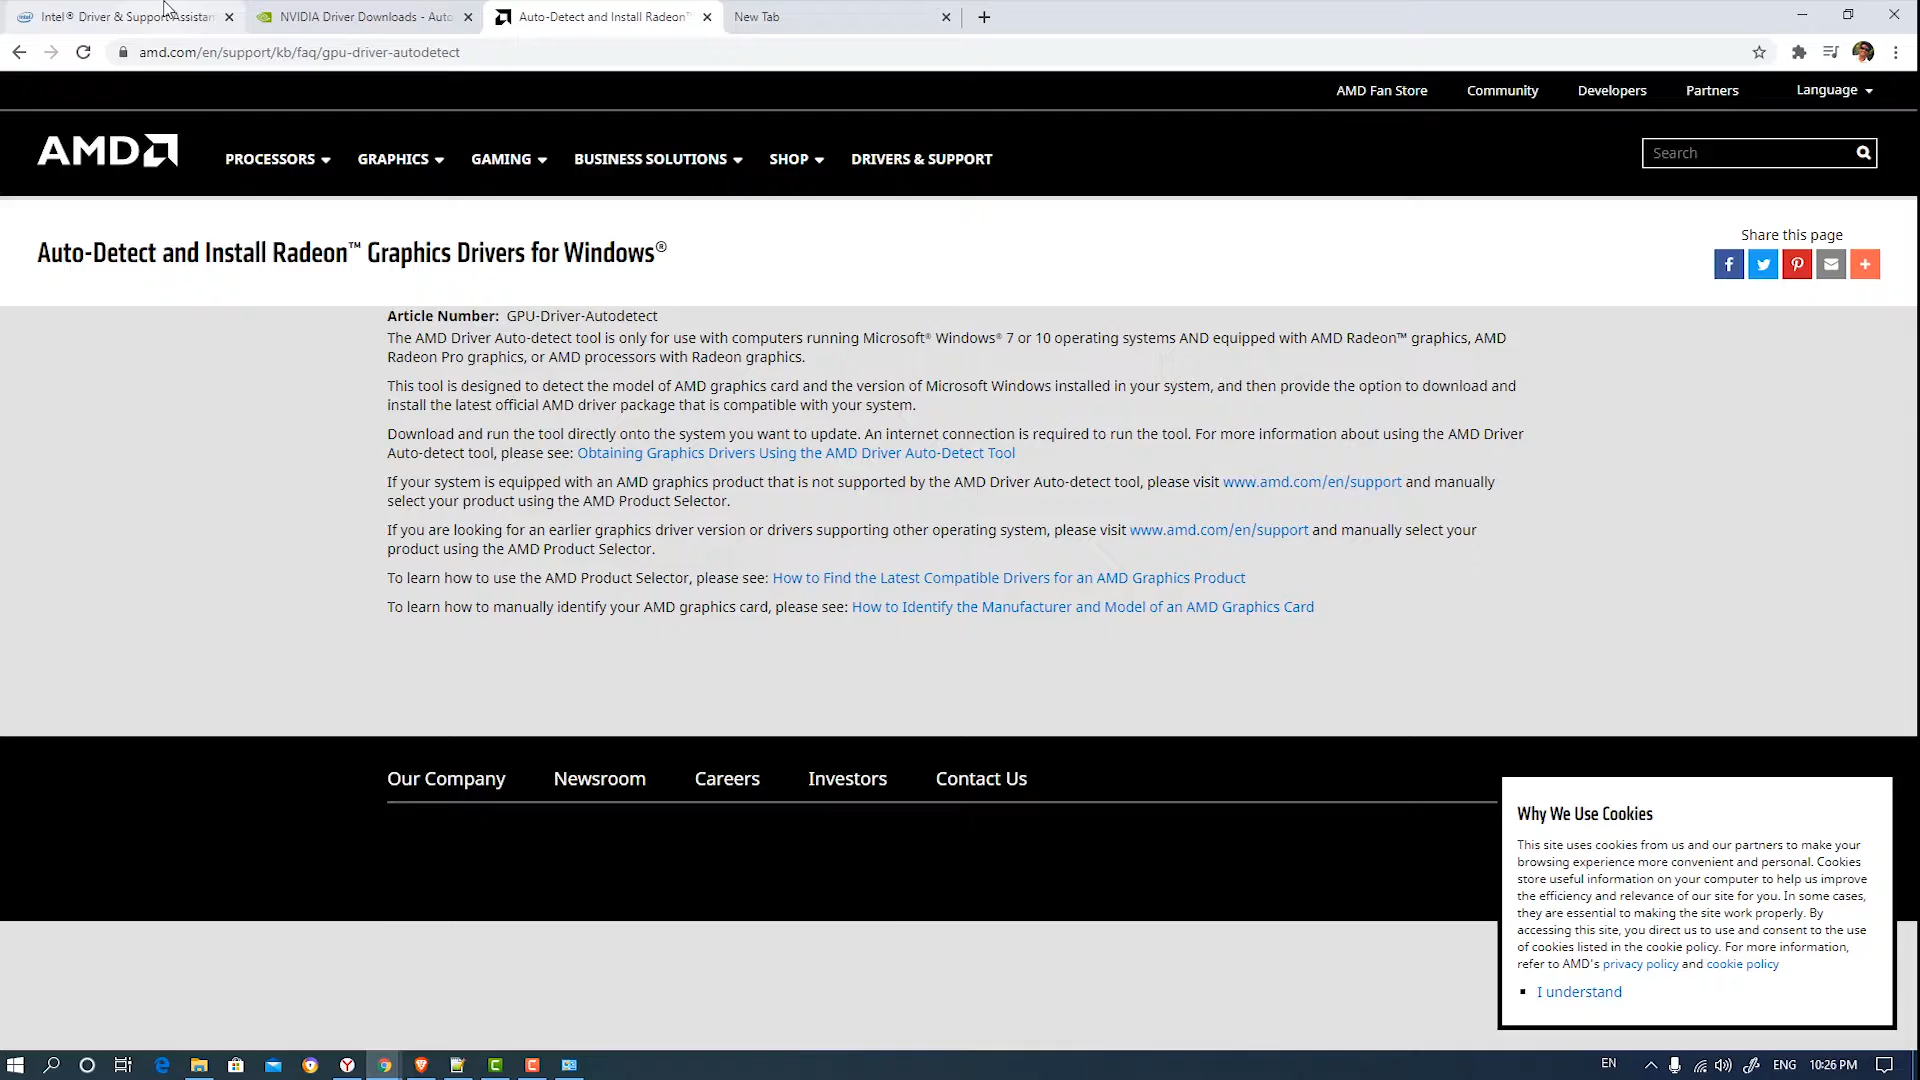 Intel® Driver & Support Assistan
NVIDIA Driver Downloads - Auto
Auto-Detect and Install Radeon™
New Tab
amd.com/en/support/kb/faq/gpu-driver-autodetect
AMD Fan Store Community Developers Partners Language
AMD
PROCESSORS GRAPHICS GAMING BUSINESS SOLUTIONS SHOP DRIVERS & SUPPORT
Search
Auto-Detect and Install Radeon™ Graphics Drivers for Windows®
Share this page
Article Number: GPU-Driver-Autodetect
The AMD Driver Auto-detect tool is only for use with computers running Microsoft® Windows® 7 or 10 operating systems AND equipped with AMD Radeon™ graphics, AMD
Radeon Pro graphics, or AMD processors with Radeon graphics.
This tool is designed to detect the model of AMD graphics card and the version of Microsoft Windows installed in your system, and then provide the option to download and
install the latest official AMD driver package that is compatible with your system.
Download and run the tool directly onto the system you want to update. An internet connection is required to run the tool. For more information about using the AMD Driver
Auto-detect tool, please see: Obtaining Graphics Drivers Using the AMD Driver Auto-Detect Tool
If your system is equipped with an AMD graphics product that is not supported by the AMD Driver Auto-detect tool, please visit www.amd.com/en/support and manually
select your product using the AMD Product Selector.
If you are looking for an earlier graphics driver version or drivers supporting other operating system, please visit www.amd.com/en/support and manually select your
product using the AMD Product Selector.
To learn how to use the AMD Product Selector, please see: How to Find the Latest Compatible Drivers for an AMD Graphics Product
To learn how to manually identify your AMD graphics card, please see: How to Identify the Manufacturer and Model of an AMD Graphics Card
Our Company Newsroom Careers Investors Contact Us
Why We Use Cookies
This site uses cookies from us and our partners to make your
browsing experience more convenient and personal. Cookies
store useful information on your computer to help us improve
the efficiency and relevance of our site for you. In some cases,
they are essential to making the site work properly. By
accessing this site, you direct us to use and consent to the use
of cookies listed in the cookie policy. For more information,
refer to AMD's privacy policy and cookie policy
I understand
EN
ENG
10:26 PM